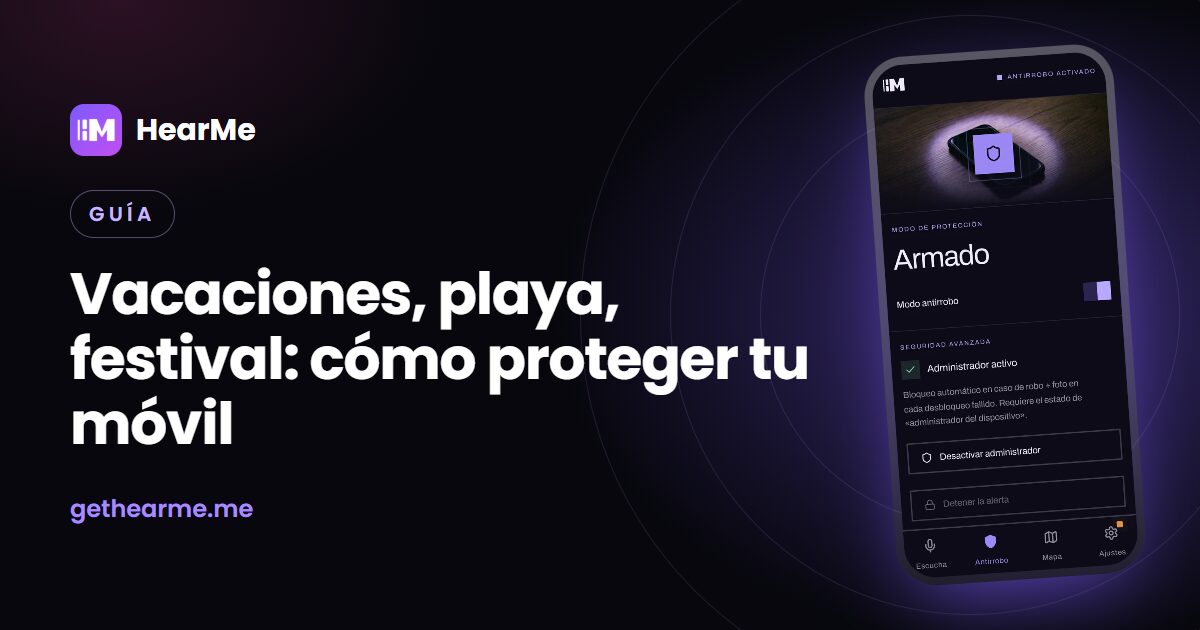 HearMe
GUÍA
Vacaciones, playa,
festival: cómo proteger tu
móvil
gethearme.me
ANTIRROBO ACTIVADO
MODO DE PROTECCIÓN
Armado
Modo antirrobo
SEGURIDAD AVANZADA
Administrador activo
Bloqueo automático en caso de robo + foto en
cada desbloqueo fallido. Requiere el estado de
«administrador del dispositivo».
Desactivar administrador
Detener la alerta
Escucha
Antirrobo
Mapa
Ajustes